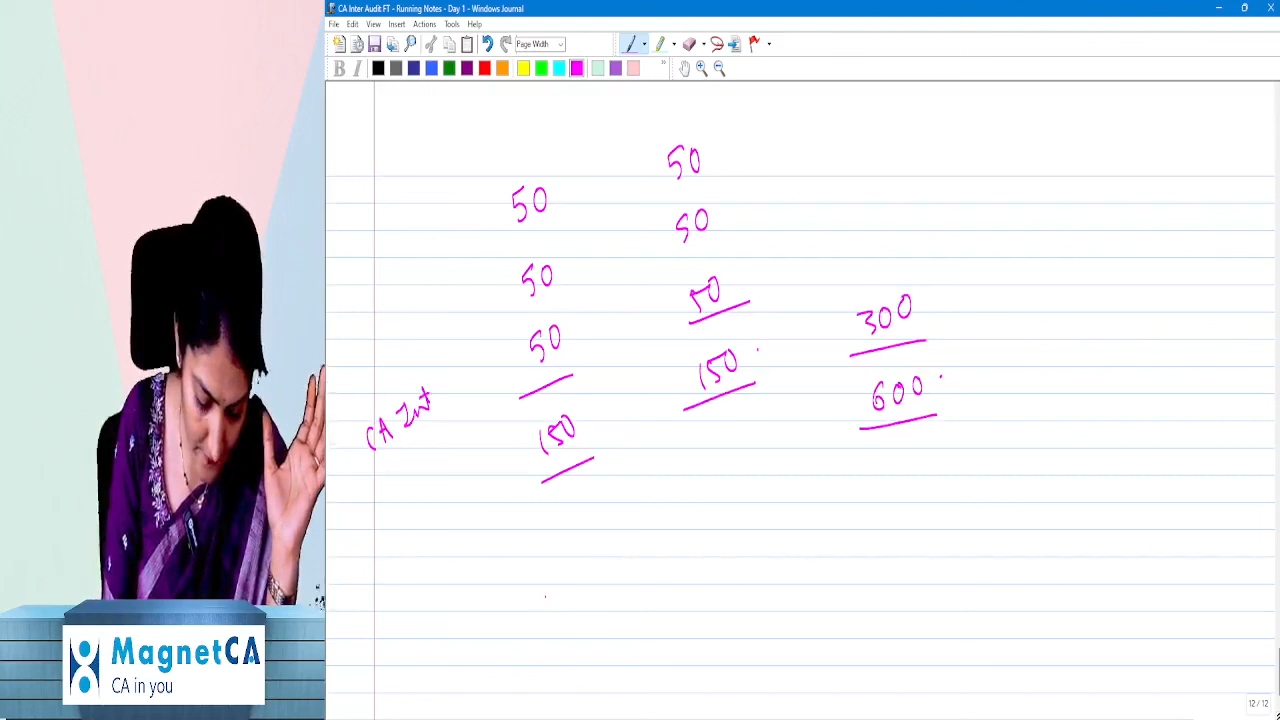 CA Inter Audit FT - Running Notes - Day 1 - Windows Journal
File Edit View Insert Actions Tools Help
Page Width
B I
50
50
50
150
50
50
50
150
300
600
CA Int
MagnetCA
CA in you
12 / 12